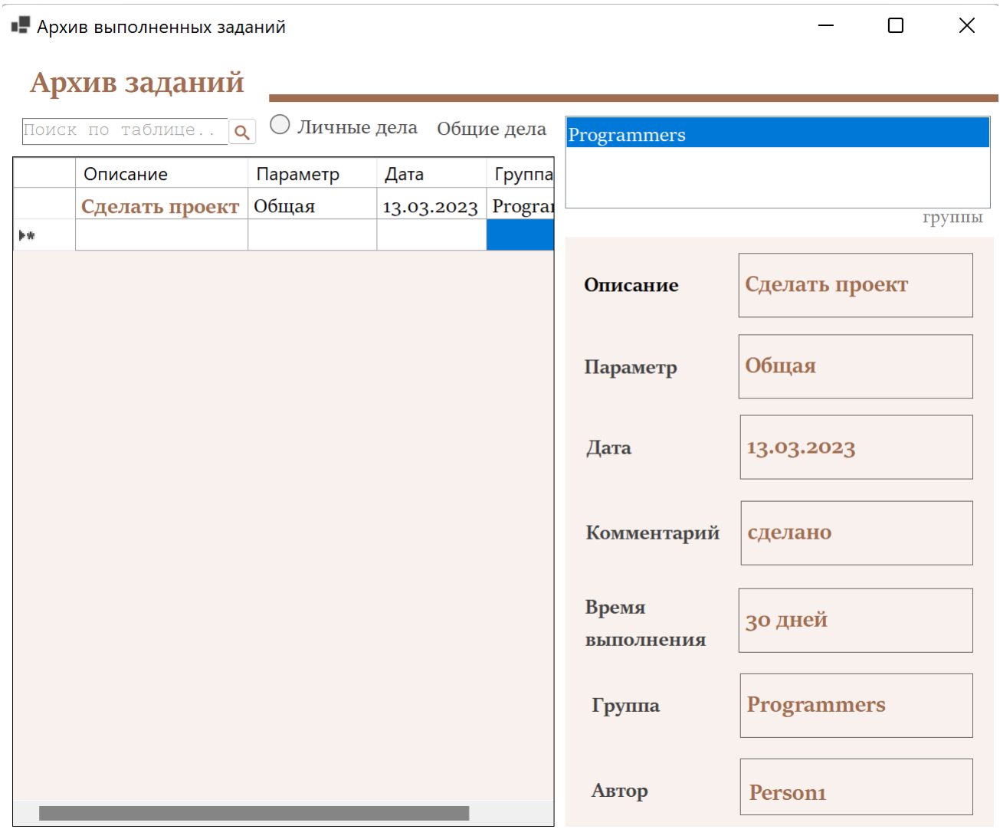 Архив выполненных заданий
Архив заданий
Поиск по таблице..
Личные дела
Общие дела
Programmers
группы
Описание Параметр Дата Группа
Сделать проект Общая 13.03.2023 Progra
Описание Сделать проект
Параметр Общая
Дата 13.03.2023
Комментарий сделано
Время
выполнения
30 дней
Группа Programmers
Автор Person1